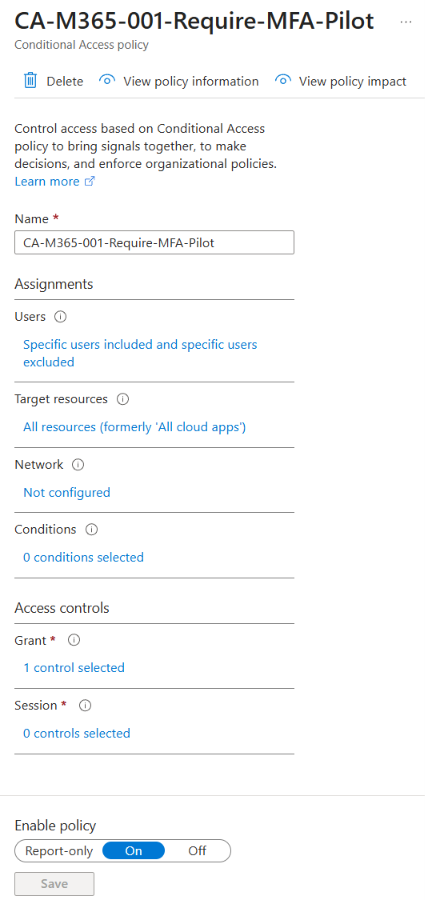 CA-M365-001-Require-MFA-Pilot ...
Conditional Access policy
Delete View policy information View policy impact
Control access based on Conditional Access
policy to bring signals together, to make
decisions, and enforce organizational policies.
Learn more
Name *
CA-M365-001-Require-MFA-Pilot
Assignments
Users
Specific users included and specific users
excluded
Target resources
All resources (formerly 'All cloud apps')
Network
Not configured
Conditions
0 conditions selected
Access controls
Grant *
1 control selected
Session *
0 controls selected
Enable policy
Report-only On Off
Save